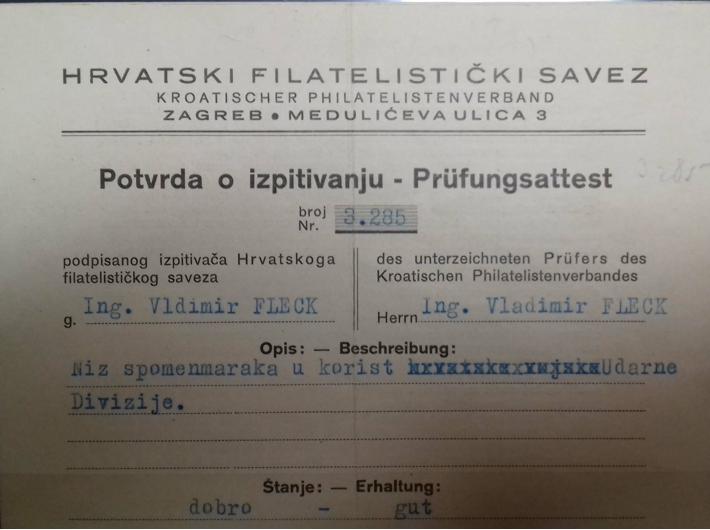 HRVATSKI FILATELISTIČKI SAVEZ
KROATISCHER PHILATELISTENVERBAND
ZAGREB • MEDULIĆEVA ULICA 3
Potvrda o izpitivanju - Prüfungsattest
broj
Nr. 3.285
podpisanog izpitivača Hrvatskoga
filatelističkog saveza
g. Ing. Vldimir FLECK
des unterzeichneten Prüfers des
Kroatischen Philatelistenverbandes
Herrn Ing. Vladimir FLECK
Opis: — Beschreibung:
Niz spomenmaraka u korist Udarne
Divizije.
Štanje: — Erhaltung:
dobro - gut